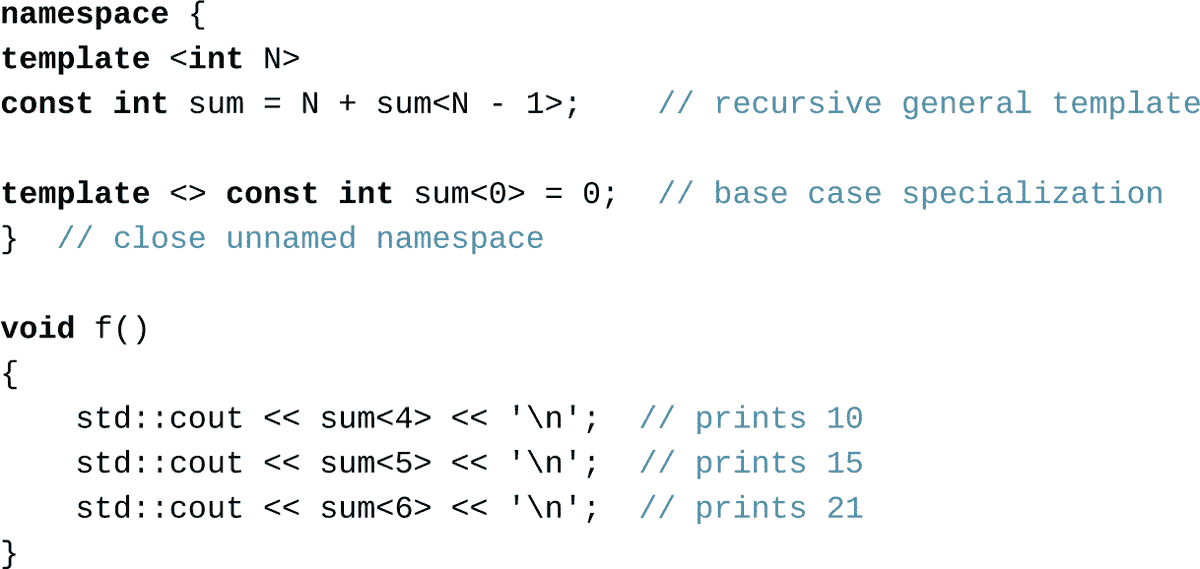 namespace {
template <int N>
const int sum = N + sum<N - 1>;    // recursive general template
template <> const int sum<0> = 0;  // base case specialization
}  // close unnamed namespace
void f()
{
    std::cout << sum<4> << '\n';  // prints 10
    std::cout << sum<5> << '\n';  // prints 15
    std::cout << sum<6> << '\n';  // prints 21
}